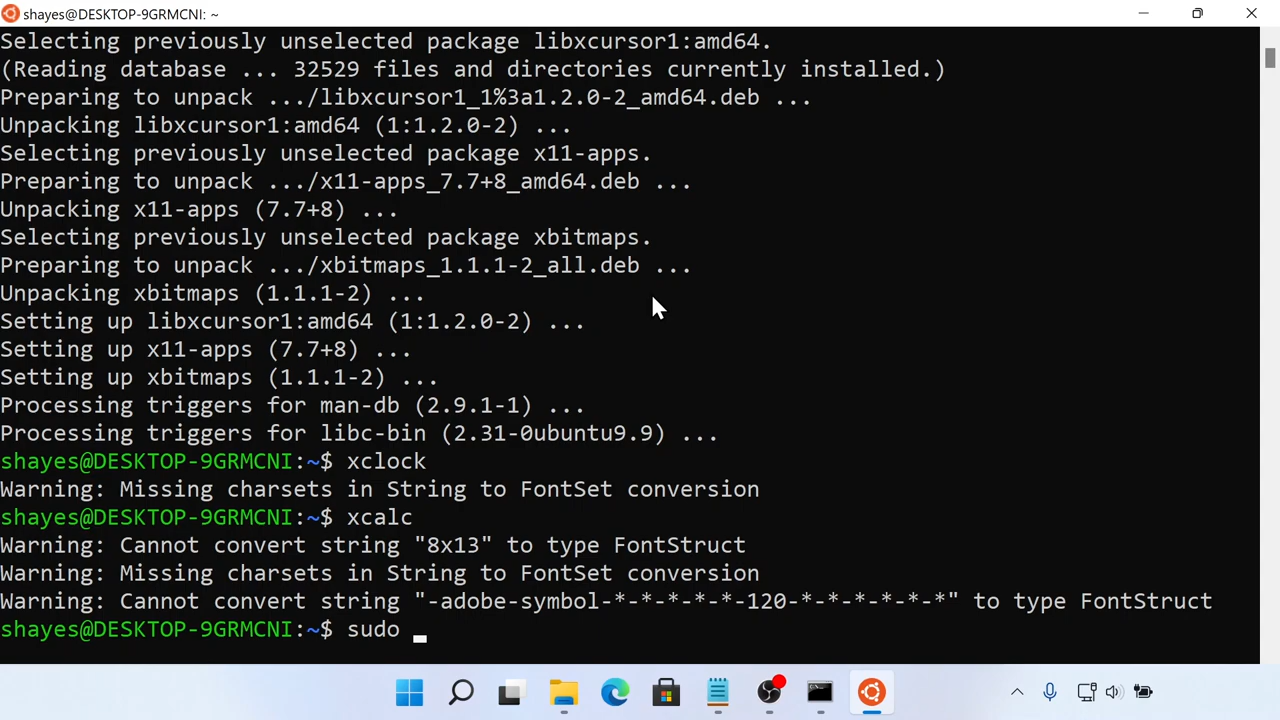 shayes@DESKTOP-9GRMCNI: ~
Selecting previously unselected package libxcursor1:amd64.
(Reading database ... 32529 files and directories currently installed.)
Preparing to unpack .../libxcursor1_1%3a1.2.0-2_amd64.deb ...
Unpacking libxcursor1:amd64 (1:1.2.0-2) ...
Selecting previously unselected package x11-apps.
Preparing to unpack .../x11-apps_7.7+8_amd64.deb ...
Unpacking x11-apps (7.7+8) ...
Selecting previously unselected package xbitmaps.
Preparing to unpack .../xbitmaps_1.1.1-2_all.deb ...
Unpacking xbitmaps (1.1.1-2) ...
Setting up libxcursor1:amd64 (1:1.2.0-2) ...
Setting up x11-apps (7.7+8) ...
Setting up xbitmaps (1.1.1-2) ...
Processing triggers for man-db (2.9.1-1) ...
Processing triggers for libc-bin (2.31-0ubuntu9.9) ...
shayes@DESKTOP-9GRMCNI:~$ xclock
Warning: Missing charsets in String to FontSet conversion
shayes@DESKTOP-9GRMCNI:~$ xcalc
Warning: Cannot convert string "8x13" to type FontStruct
Warning: Missing charsets in String to FontSet conversion
Warning: Cannot convert string "-adobe-symbol-*-*-*-*-*-120-*-*-*-*-*-*" to type FontStruct
shayes@DESKTOP-9GRMCNI:~$ sudo _